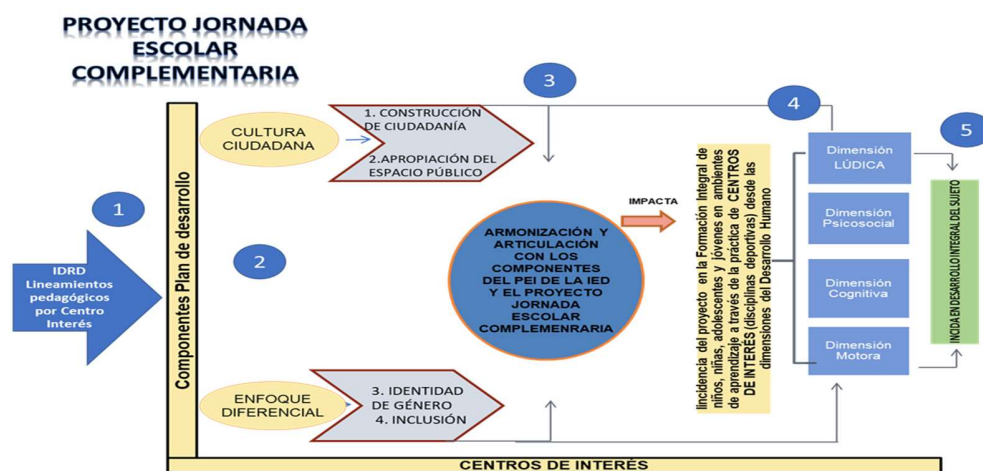 PROYECTO JORNADA
ESCOLAR
COMPLEMENTARIA
1
IDRD
Lineamientos
pedagógicos
por Centro
Interés
Componentes Plan de desarrollo
2
CULTURA
CIUDADANA
1. CONSTRUCCIÓN
DE CIUDADANÍA
2.APROPIACIÓN DEL
ESPACIO PÚBLICO
ENFOQUE
DIFERENCIAL
3. IDENTIDAD
DE GÉNERO
4. INCLUSIÓN
3
ARMONIZACIÓN Y
ARTICULACIÓN
CON LOS
COMPONENTES
DEL PEI DE LA IED
Y EL PROYECTO
JORNADA
ESCOLAR
COMPLEMENRARIA
IMPACTA
Iincidencia del proyecto en la Formación Integral de
niños, niñas, adolescentes y jóvenes en ambientes
de aprendizaje a través de la práctica de CENTROS
DE INTERÉS (disciplinas deportivas) desde las
dimensiones del Desarrollo Humano
4
Dimensión
LÚDICA
Dimensión
Psicosocial
Dimensión
Cognitiva
Dimensión
Motora
5
INCIDA EN DESARROLLO INTEGRAL DEL SUJETO
CENTROS DE INTERÉS